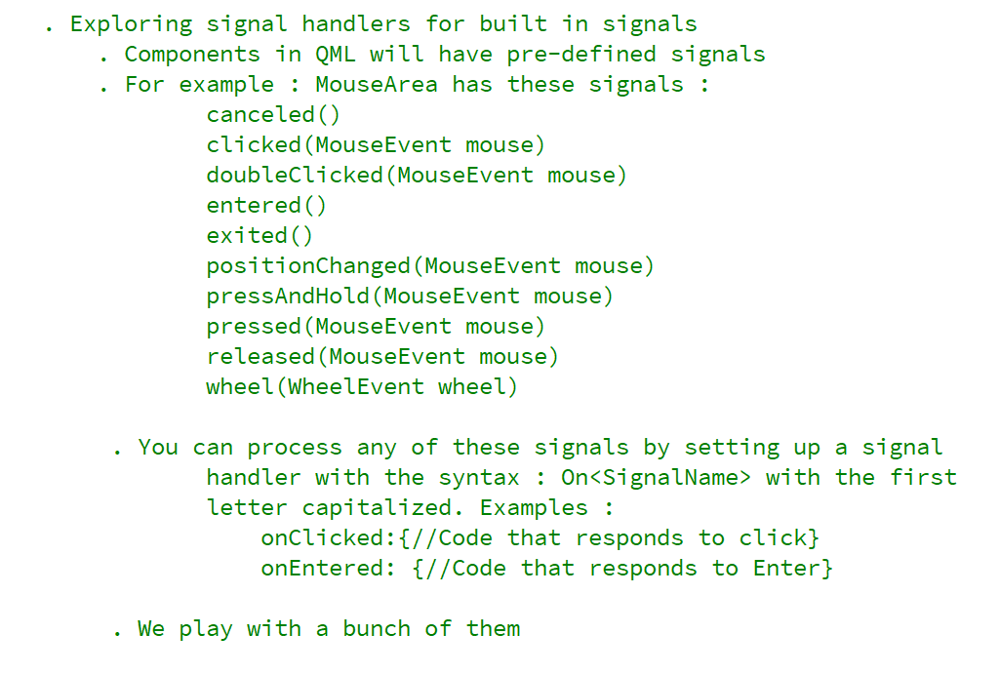 . Exploring signal handlers for built in signals
. Components in QML will have pre-defined signals
. For example : MouseArea has these signals :
canceled()
clicked(MouseEvent mouse)
doubleClicked(MouseEvent mouse)
entered()
exited()
positionChanged(MouseEvent mouse)
pressAndHold(MouseEvent mouse)
pressed(MouseEvent mouse)
released(MouseEvent mouse)
wheel(WheelEvent wheel)
. You can process any of these signals by setting up a signal
handler with the syntax : On<SignalName> with the first
letter capitalized. Examples :
onClicked:{//Code that responds to click}
onEntered: {//Code that responds to Enter}
. We play with a bunch of them